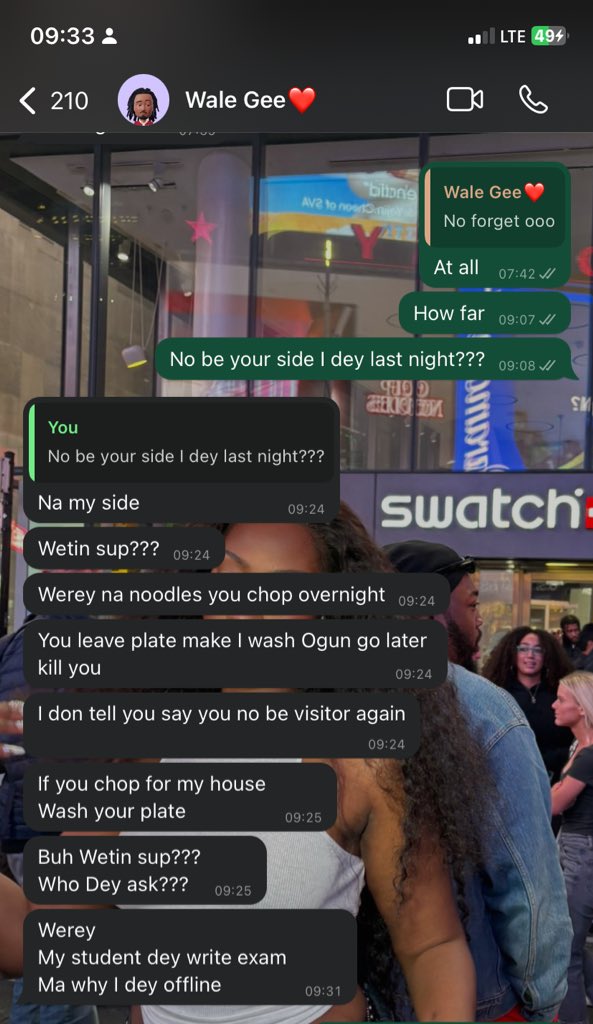 09:33
LTE 49
210
Wale Gee❤️
Wale Gee❤️
No forget ooo
At all 07:42
How far 09:07
No be your side I dey last night??? 09:08
You
No be your side I dey last night???
Na my side 09:24
Wetin sup??? 09:24
Werey na noodles you chop overnight 09:24
You leave plate make I wash Ogun go later
kill you 09:24
I don tell you say you no be visitor again
09:24
If you chop for my house
Wash your plate 09:25
Buh Wetin sup???
Who Dey ask??? 09:25
Werey
My student dey write exam
Ma why I dey offline 09:31
swatch